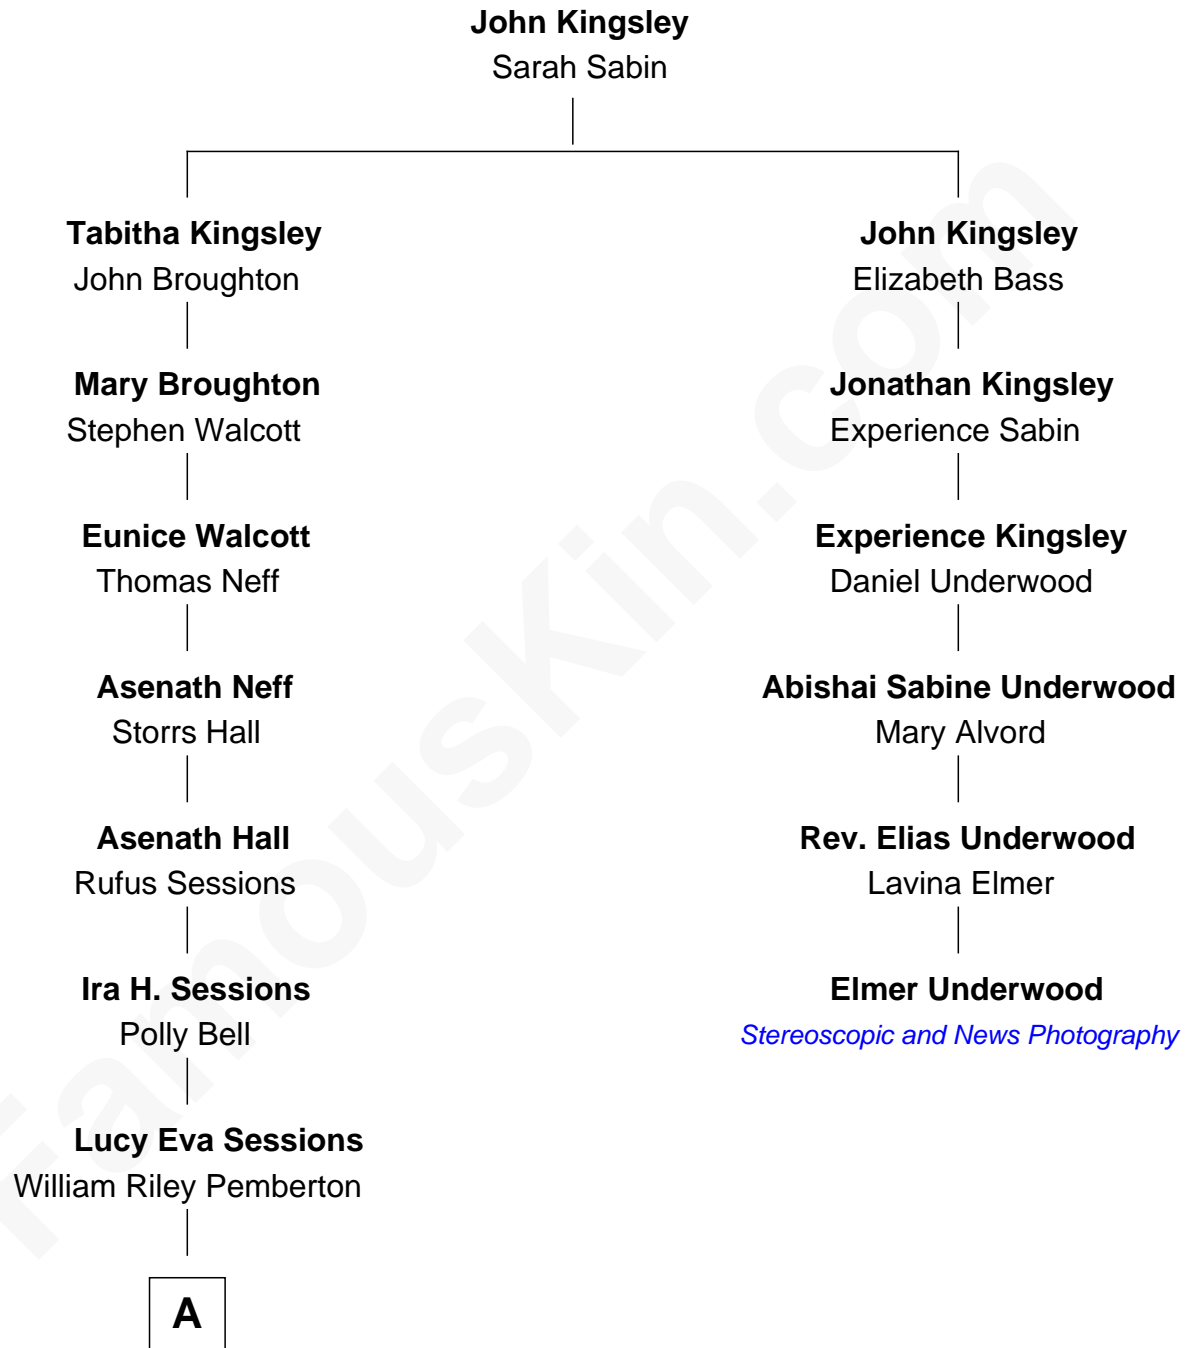 John Kingsley
Sarah Sabin
Tabitha Kingsley
John Broughton
Mary Broughton
Stephen Walcott
Eunice Walcott
Thomas Neff
Asenath Neff
Storrs Hall
Asenath Hall
Rufus Sessions
Ira H. Sessions
Polly Bell
Lucy Eva Sessions
William Riley Pemberton
A
John Kingsley
Elizabeth Bass
Jonathan Kingsley
Experience Sabin
Experience Kingsley
Daniel Underwood
Abishai Sabine Underwood
Mary Alvord
Rev. Elias Underwood
Lavina Elmer
Elmer Underwood
Stereoscopic and News Photography
FamousKin.com